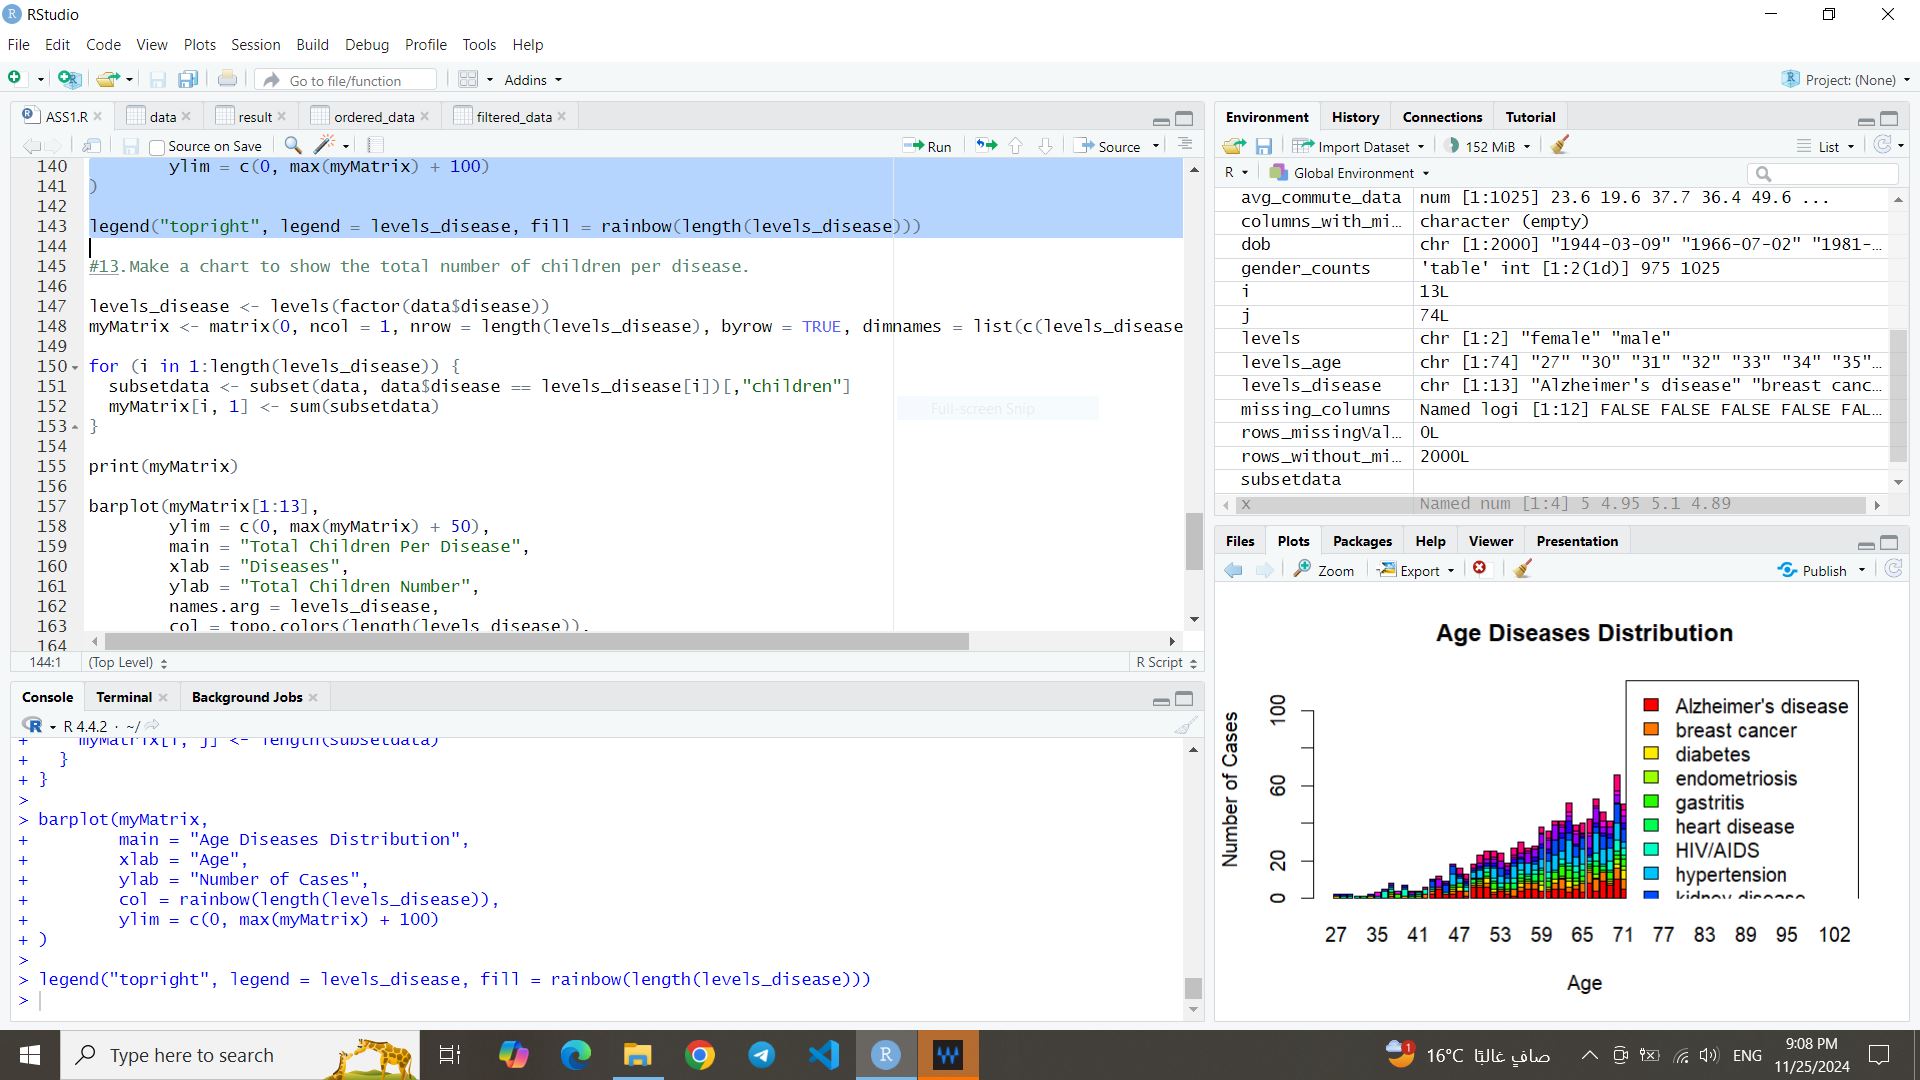 RStudio
File Edit Code View Plots Session Build Debug Profile Tools Help
Go to file/function Addins Project: (None)
ASS1.R data result ordered_data filtered_data
Source on Save Run Source
140 ylim = c(0, max(myMatrix) + 100)
141 )
142
143 legend("topright", legend = levels_disease, fill = rainbow(length(levels_disease)))
144
145 #13.Make a chart to show the total number of children per disease.
146
147 levels_disease <- levels(factor(data$disease))
148 myMatrix <- matrix(0, ncol = 1, nrow = length(levels_disease), byrow = TRUE, dimnames = list(c(levels_disease
149
150 for (i in 1:length(levels_disease)) {
151 subsetdata <- subset(data, data$disease == levels_disease[i])[,"children"]
152 myMatrix[i, 1] <- sum(subsetdata)
153 }
154
155 print(myMatrix)
156
157 barplot(myMatrix[1:13],
158 ylim = c(0, max(myMatrix) + 50),
159 main = "Total Children Per Disease",
160 xlab = "Diseases",
161 ylab = "Total Children Number",
162 names.arg = levels_disease,
163 col = topo.colors(length(levels_disease)),
164
Full-screen Snip
144:1 (Top Level) R Script
Console Terminal Background Jobs
R 4.4.2 · ~/
+ myMatrix[i, j] <- length(subsetdata)
+ }
+ }
>
> barplot(myMatrix,
+ main = "Age Diseases Distribution",
+ xlab = "Age",
+ ylab = "Number of Cases",
+ col = rainbow(length(levels_disease)),
+ ylim = c(0, max(myMatrix) + 100)
+ )
>
> legend("topright", legend = levels_disease, fill = rainbow(length(levels_disease)))
>
Environment History Connections Tutorial
Import Dataset 152 MiB List
R Global Environment
avg_commute_data num [1:1025] 23.6 19.6 37.7 36.4 49.6 ...
columns_with_mi... character (empty)
dob chr [1:2000] "1944-03-09" "1966-07-02" "1981-...
gender_counts 'table' int [1:2(1d)] 975 1025
i 13L
j 74L
levels chr [1:2] "female" "male"
levels_age chr [1:74] "27" "30" "31" "32" "33" "34" "35"...
levels_disease chr [1:13] "Alzheimer's disease" "breast canc...
missing_columns Named logi [1:12] FALSE FALSE FALSE FALSE FAL...
rows_missingVal... 0L
rows_without_mi... 2000L
subsetdata
x Named num [1:4] 5 4.95 5.1 4.89
Files Plots Packages Help Viewer Presentation
Zoom Export Publish
Age Diseases Distribution
Number of Cases
100
60
20
0
Alzheimer's disease
breast cancer
diabetes
endometriosis
gastritis
heart disease
HIV/AIDS
hypertension
kidney disease
27 35 41 47 53 59 65 71 77 83 89 95 102
Age
Type here to search
1
16°C صافٍ غالبًا
ENG
9:08 PM
11/25/2024